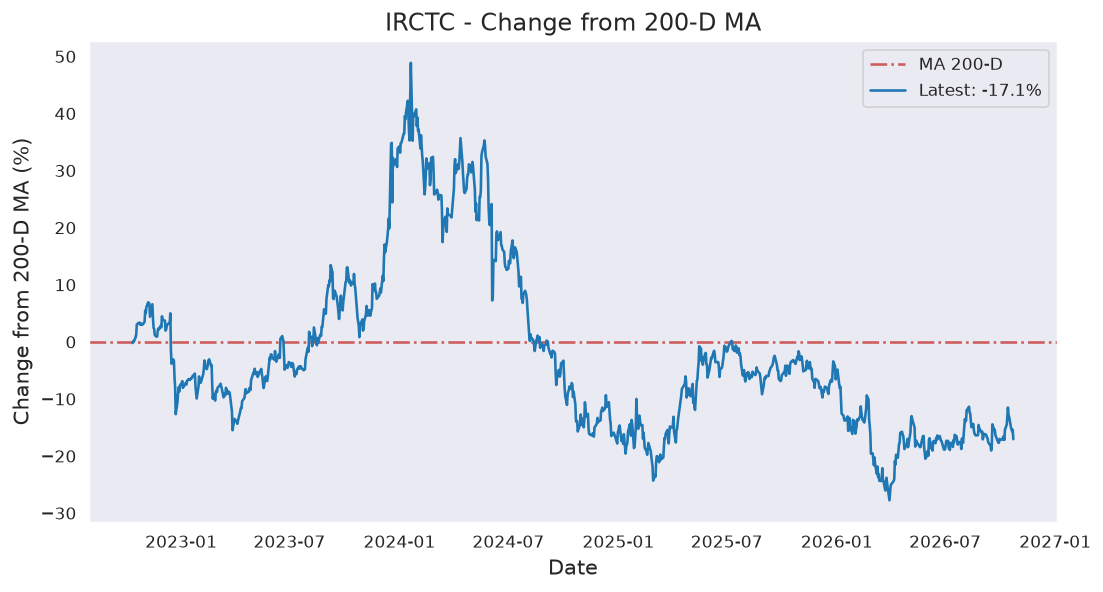 IRCTC - Change from 200-D MA
MA 200-D
Latest: -17.1%
Change from 200-D MA (%)
50
40
30
20
10
0
−10
−20
−30
2023-01 2023-07 2024-01 2024-07 2025-01 2025-07 2026-01 2026-07 2027-01
Date